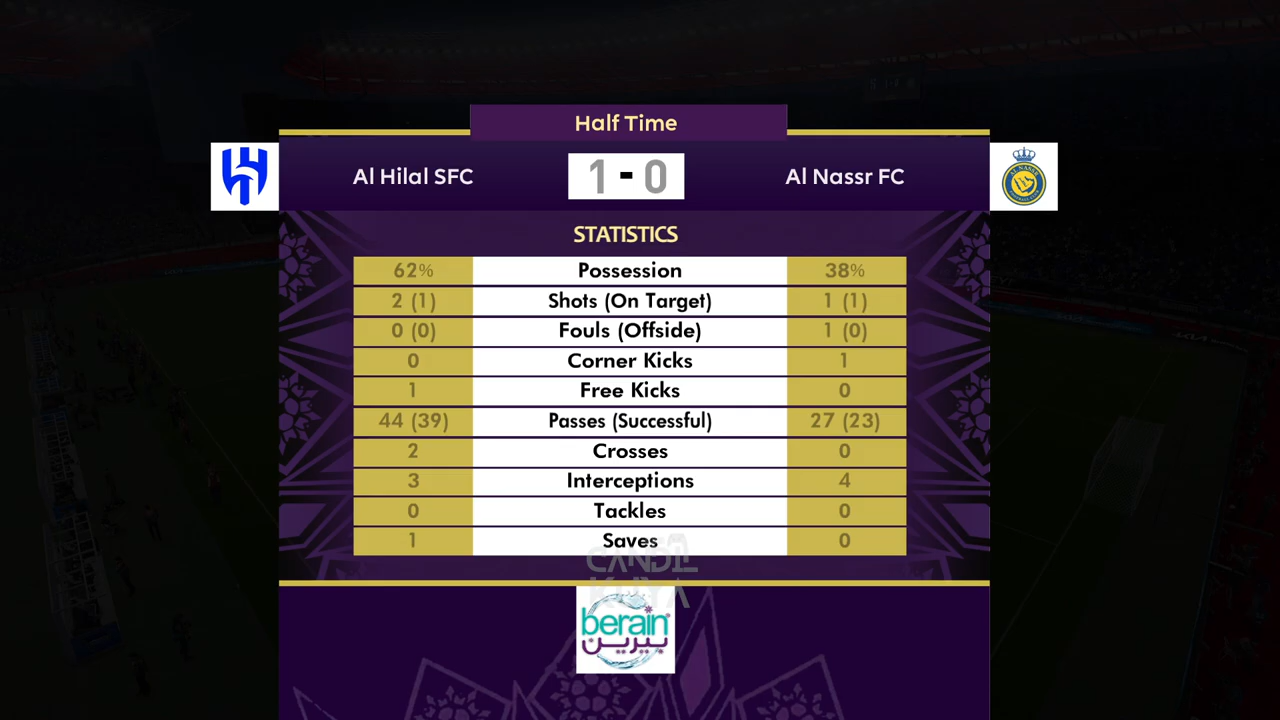 Half Time
Al Hilal SFC 1 - 0 Al Nassr FC
STATISTICS
62% Possession 38%
2 (1) Shots (On Target) 1 (1)
0 (0) Fouls (Offside) 1 (0)
0 Corner Kicks 1
1 Free Kicks 0
44 (39) Passes (Successful) 27 (23)
2 Crosses 0
3 Interceptions 4
0 Tackles 0
1 Saves 0
berain
بيرين